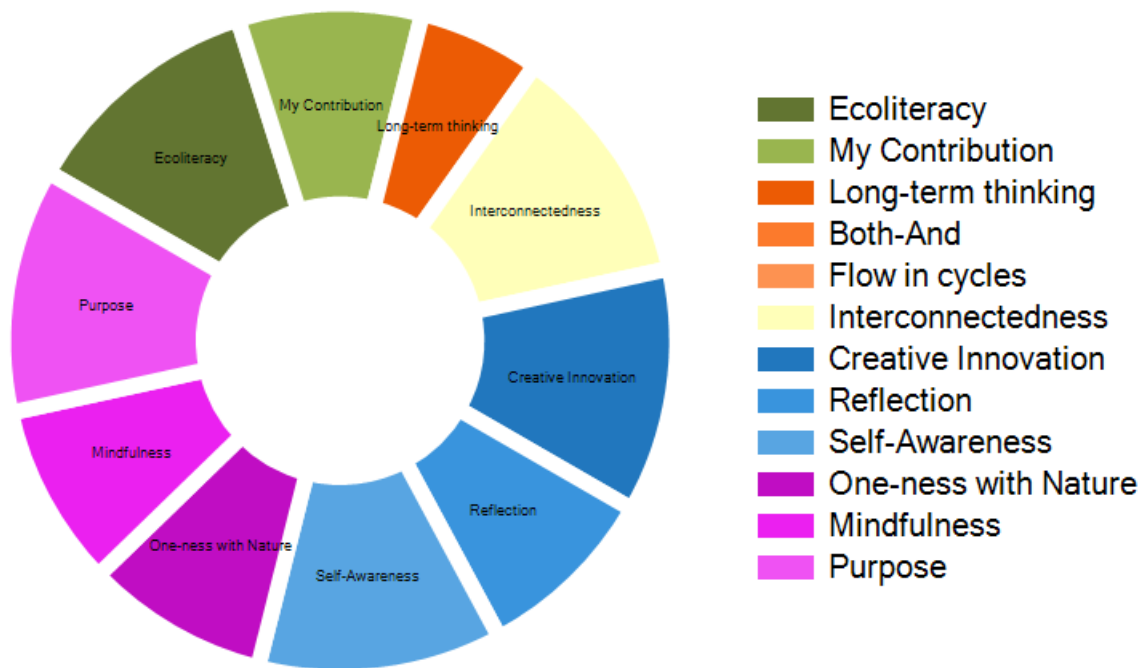 My Contribution
Long-term thinking
Ecoliteracy
Interconnectedness
Purpose
Creative Innovation
Mindfulness
Reflection
One-ness with Nature
Self-Awareness
Ecoliteracy
My Contribution
Long-term thinking
Both-And
Flow in cycles
Interconnectedness
Creative Innovation
Reflection
Self-Awareness
One-ness with Nature
Mindfulness
Purpose